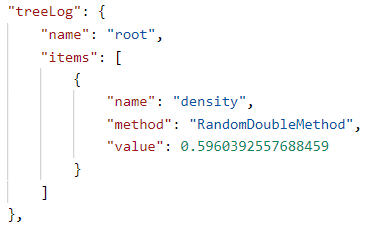 "treeLog": {
    "name": "root",
    "items": [
        {
            "name": "density",
            "method": "RandomDoubleMethod",
            "value": 0.5960392557688459
        }
    ]
},